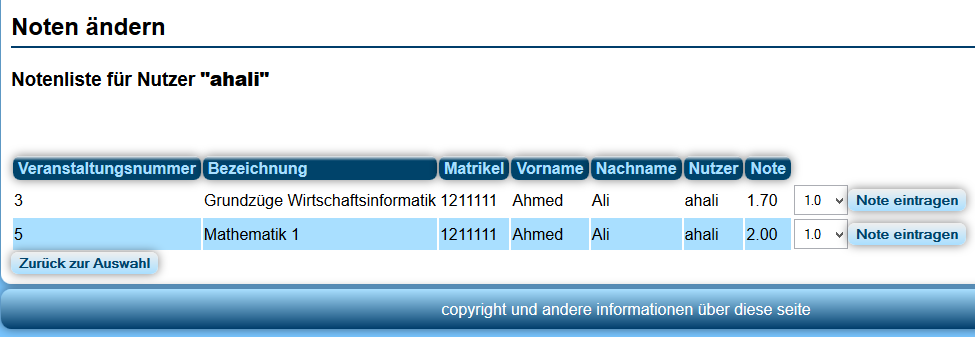 Noten ändern
Notenliste für Nutzer "ahali"
Veranstaltungsnummer Bezeichnung Matrikel Vorname Nachname Nutzer Note
3 Grundzüge Wirtschaftsinformatik 1211111 Ahmed Ali ahali 1.70 1.0 Note eintragen
5 Mathematik 1 1211111 Ahmed Ali ahali 2.00 1.0 Note eintragen
Zurück zur Auswahl
copyright und andere informationen über diese seite